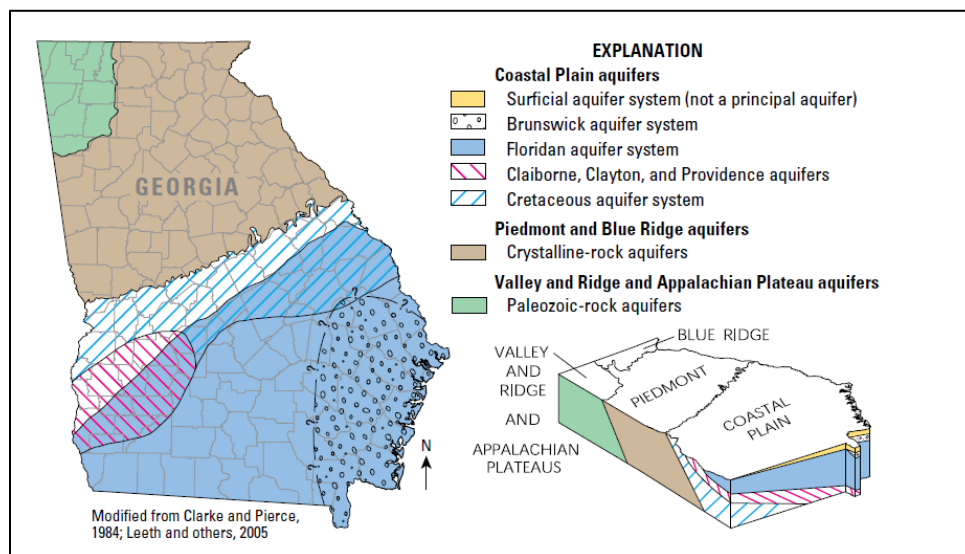 GEORGIA
N
Modified from Clarke and Pierce,
1984; Leeth and others, 2005
EXPLANATION
Coastal Plain aquifers
Surficial aquifer system (not a principal aquifer)
Brunswick aquifer system
Floridan aquifer system
Claiborne, Clayton, and Providence aquifers
Cretaceous aquifer system
Piedmont and Blue Ridge aquifers
Crystalline-rock aquifers
Valley and Ridge and Appalachian Plateau aquifers
Paleozoic-rock aquifers
BLUE RIDGE
VALLEY
AND
RIDGE
AND
APPALACHIAN
PLATEAUS
PIEDMONT
COASTAL
PLAIN
?
?
?
?
?